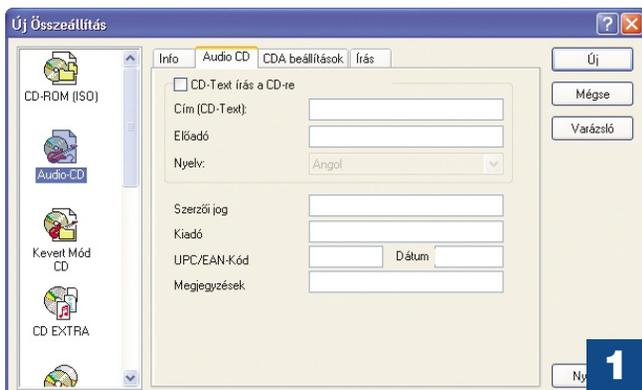 Új Összeállítás
CD-ROM (ISO)
Audio-CD
Kevert Mód
CD
CD EXTRA
Info Audio CD CDA beállítások Írás
CD-Text írás a CD-re
Cím (CD-Text):
Előadó
Nyelv: Angol
Szerzői jog
Kiadó
UPC/EAN-Kód Dátum
Megjegyzések
Új
Mégse
Varázsló
Ny
1